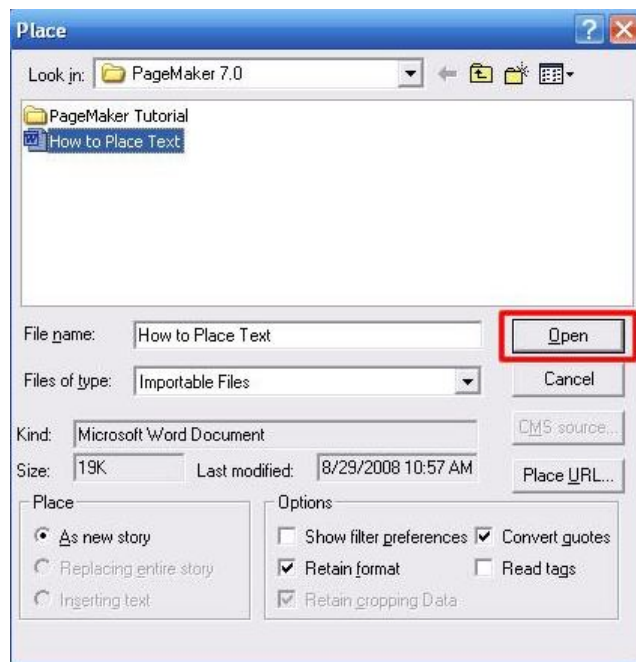 Place
Look in: PageMaker 7.0
PageMaker Tutorial
How to Place Text
File name: How to Place Text Open
Files of type: Importable Files Cancel
Kind: Microsoft Word Document CMS source...
Size: 19K Last modified: 8/29/2008 10:57 AM Place URL...
Place Options
As new story Show filter preferences Convert quotes
Replacing entire story Retain format Read tags
Inserting text Retain cropping Data